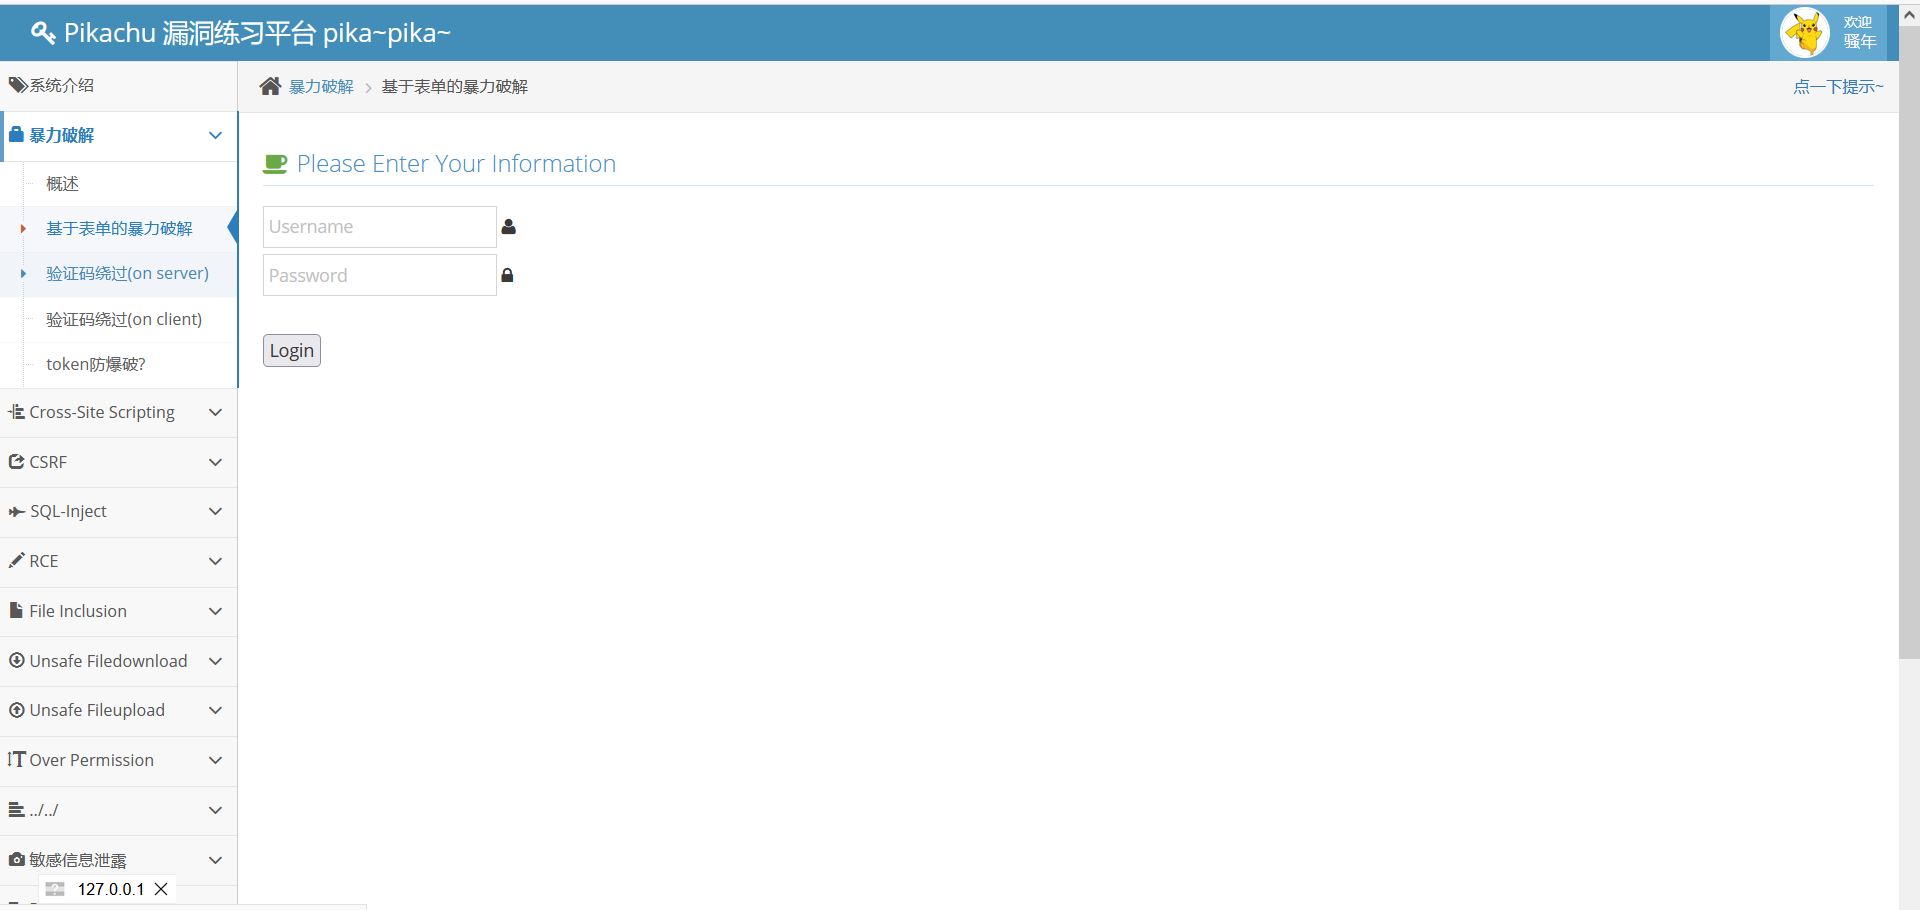 Pikachu 漏洞练习平台 pika~pika~
欢迎
骚年
系统介绍
暴力破解
概述
基于表单的暴力破解
验证码绕过(on server)
验证码绕过(on client)
token防爆破?
Cross-Site Scripting
CSRF
SQL-Inject
RCE
File Inclusion
Unsafe Filedownload
Unsafe Fileupload
Over Permission
../../
敏感信息泄露
127.0.0.1
暴力破解 > 基于表单的暴力破解
点一下提示~
Please Enter Your Information
Username
Password
Login